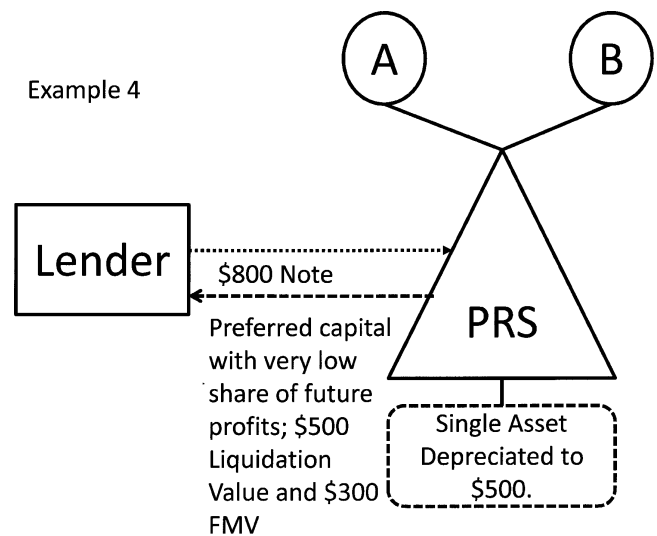 Example 4
A
B
Lender
$800 Note
PRS
Preferred capital
with very low
share of future
profits; $500
Liquidation
Value and $300
FMV
Single Asset
Depreciated to
$500.